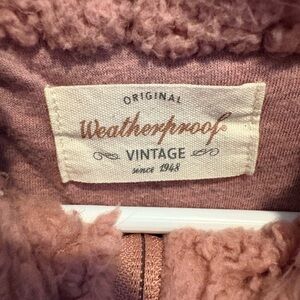 ORIGINAL
Weatherproof®
VINTAGE
since 1948